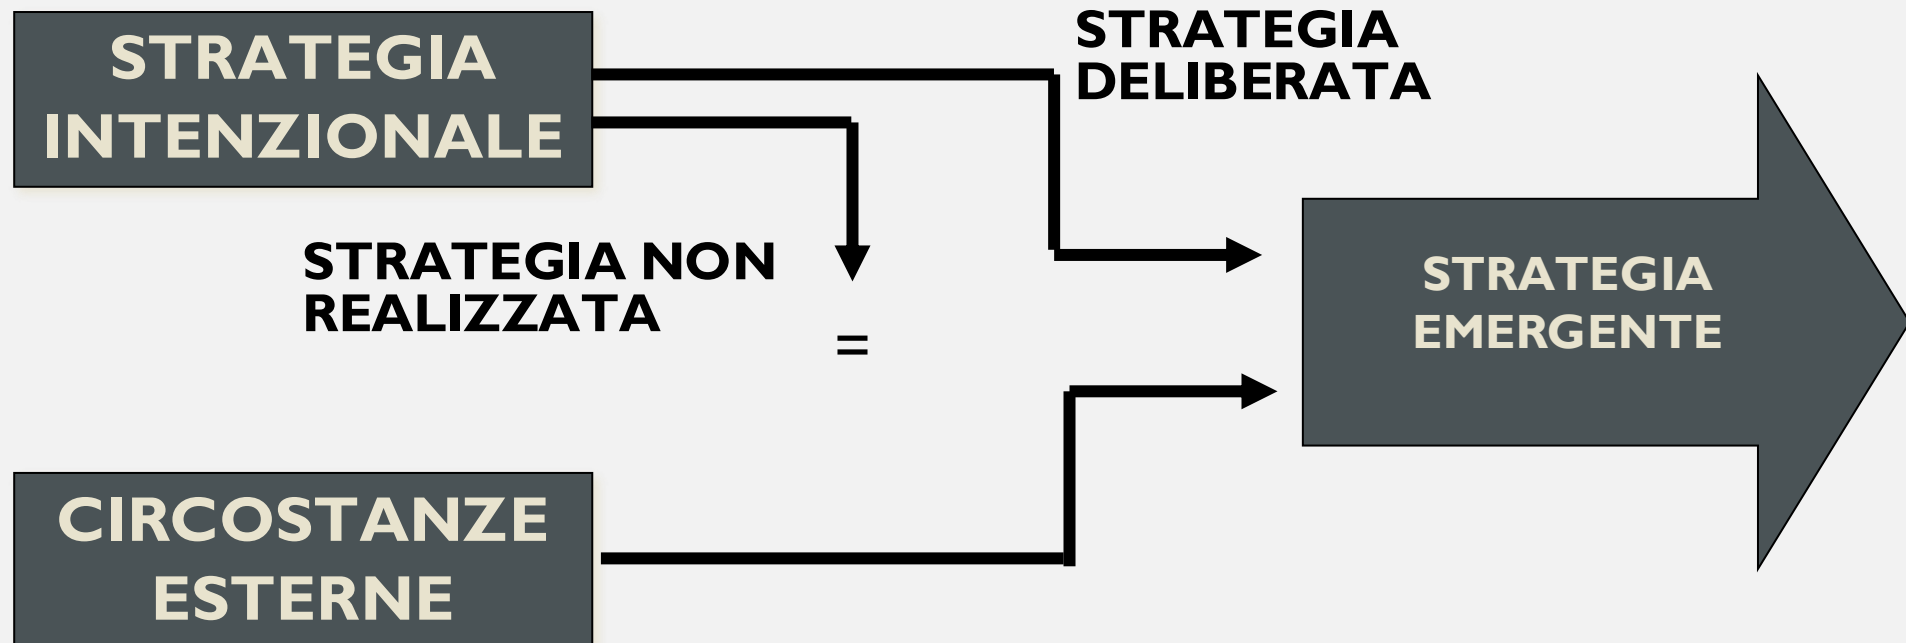 STRATEGIA
INTENZIONALE
STRATEGIA
DELIBERATA
STRATEGIA NON
REALIZZATA
=
STRATEGIA
EMERGENTE
CIRCOSTANZE
ESTERNE